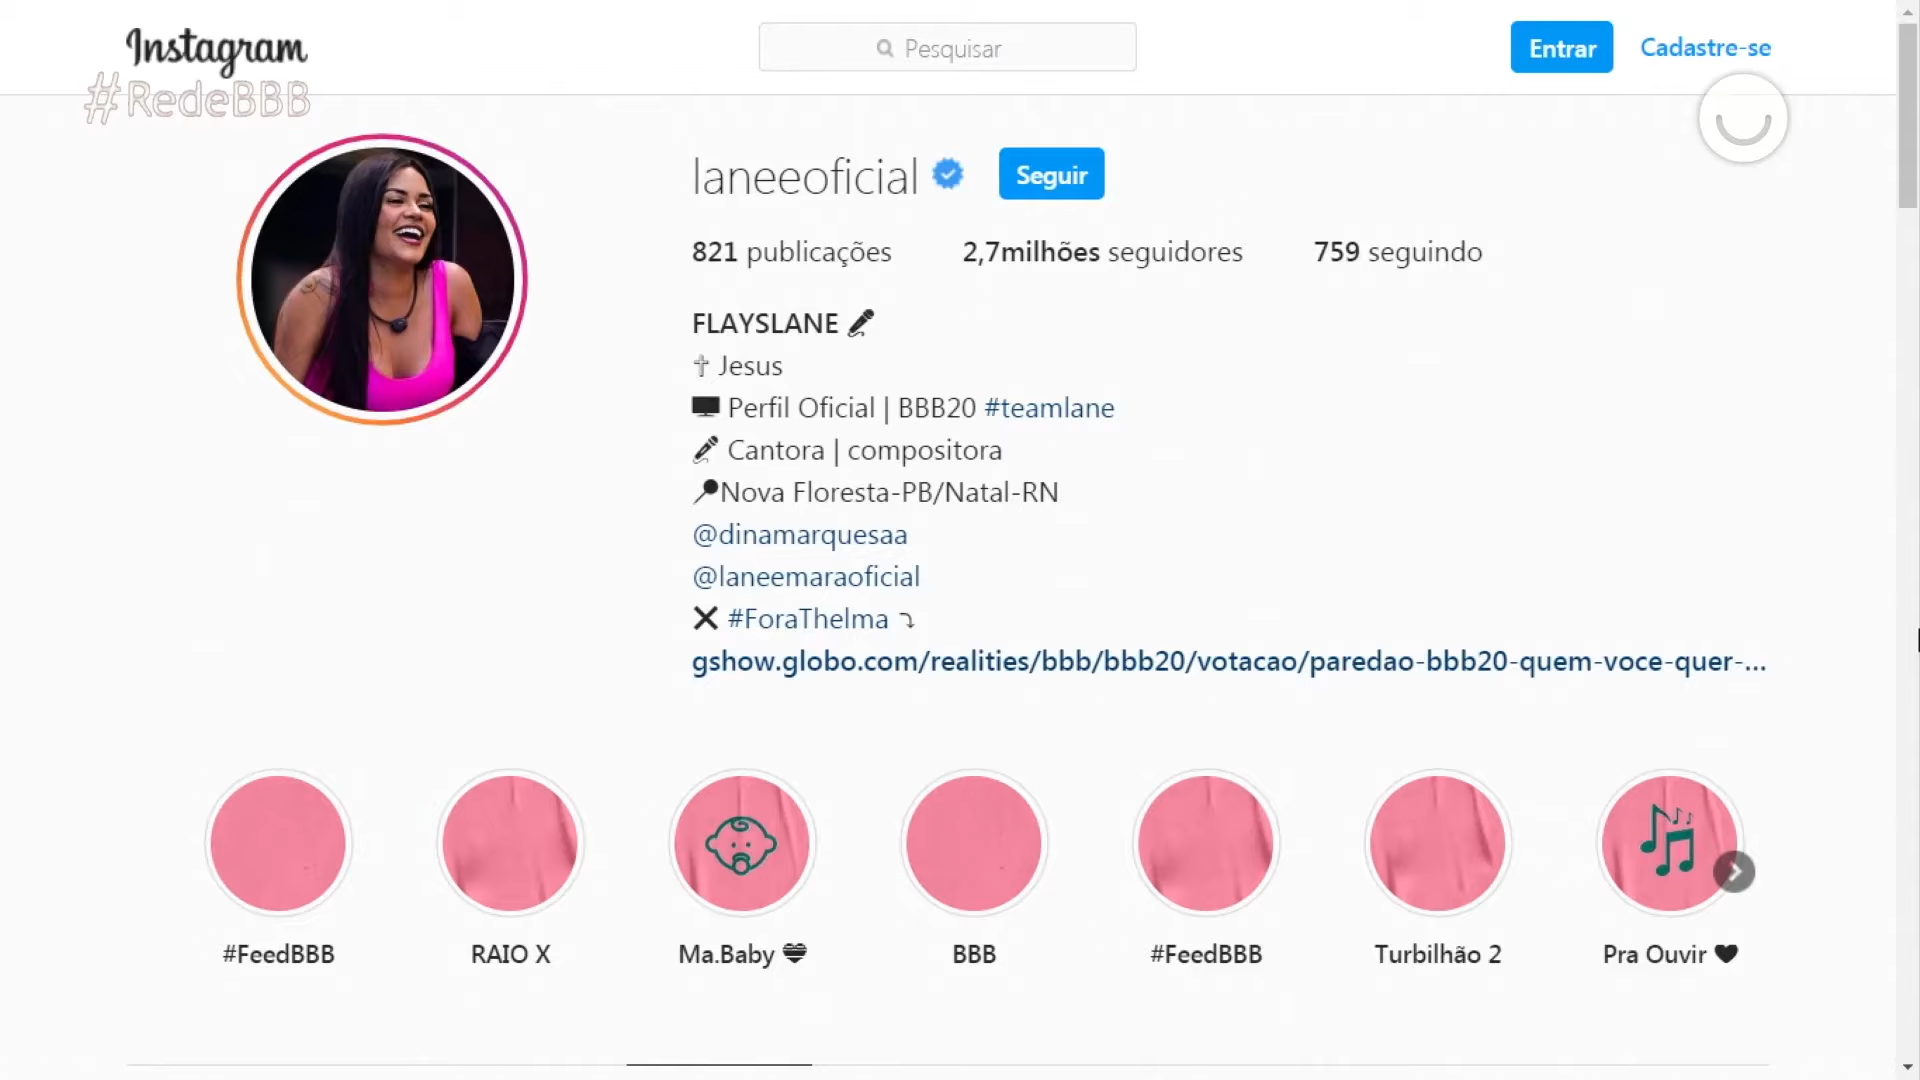 Instagram
#RedeBBB
Pesquisar
Entrar
Cadastre-se
laneeoficial
Seguir
821 publicações
2,7milhões seguidores
759 seguindo
FLAYSLANE
Jesus
Perfil Oficial | BBB20 #teamlane
Cantora | compositora
Nova Floresta-PB/Natal-RN
@dinamarquesaa
@laneemaraoficial
#ForaThelma
gshow.globo.com/realities/bbb/bbb20/votacao/paredao-bbb20-quem-voce-quer-...
#FeedBBB
RAIO X
Ma.Baby
BBB
#FeedBBB
Turbilhão 2
Pra Ouvir